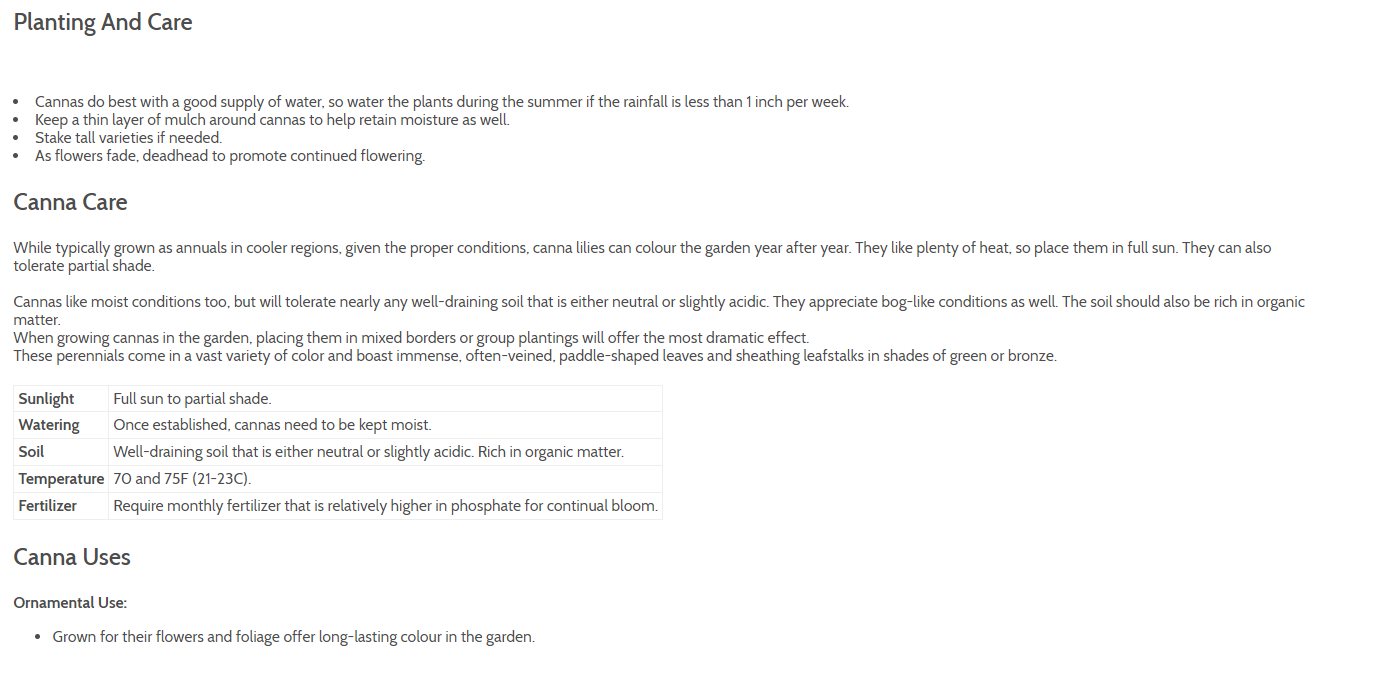 Planting And Care
• Cannas do best with a good supply of water, so water the plants during the summer if the rainfall is less than 1 inch per week.
• Keep a thin layer of mulch around cannas to help retain moisture as well.
• Stake tall varieties if needed.
• As flowers fade, deadhead to promote continued flowering.
Canna Care
While typically grown as annuals in cooler regions, given the proper conditions, canna lilies can colour the garden year after year. They like plenty of heat, so place them in full sun. They can also
tolerate partial shade.
Cannas like moist conditions too, but will tolerate nearly any well-draining soil that is either neutral or slightly acidic. They appreciate bog-like conditions as well. The soil should also be rich in organic
matter.
When growing cannas in the garden, placing them in mixed borders or group plantings will offer the most dramatic effect.
These perennials come in a vast variety of color and boast immense, often-veined, paddle-shaped leaves and sheathing leafstalks in shades of green or bronze.
Sunlight Full sun to partial shade.
Watering Once established, cannas need to be kept moist.
Soil Well-draining soil that is either neutral or slightly acidic. Rich in organic matter.
Temperature 70 and 75F (21-23C).
Fertilizer Require monthly fertilizer that is relatively higher in phosphate for continual bloom.
Canna Uses
Ornamental Use:
• Grown for their flowers and foliage offer long-lasting colour in the garden.